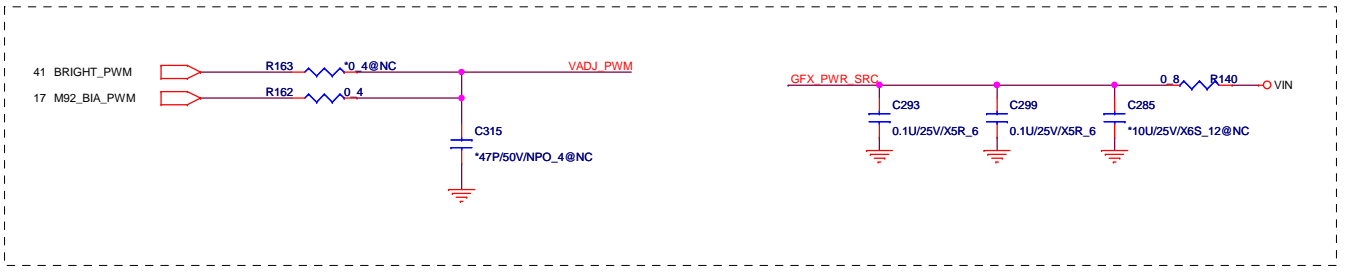 41 BRIGHT_PWM
R163
*0_4@NC
VADJ_PWM
17 M92_BIA_PWM
R162
0_4
C315
*47P/50V/NPO_4@NC
GFX_PWR_SRC
0_8
R140
VIN
C293
0.1U/25V/X5R_6
C299
0.1U/25V/X5R_6
C285
*10U/25V/X6S_12@NC